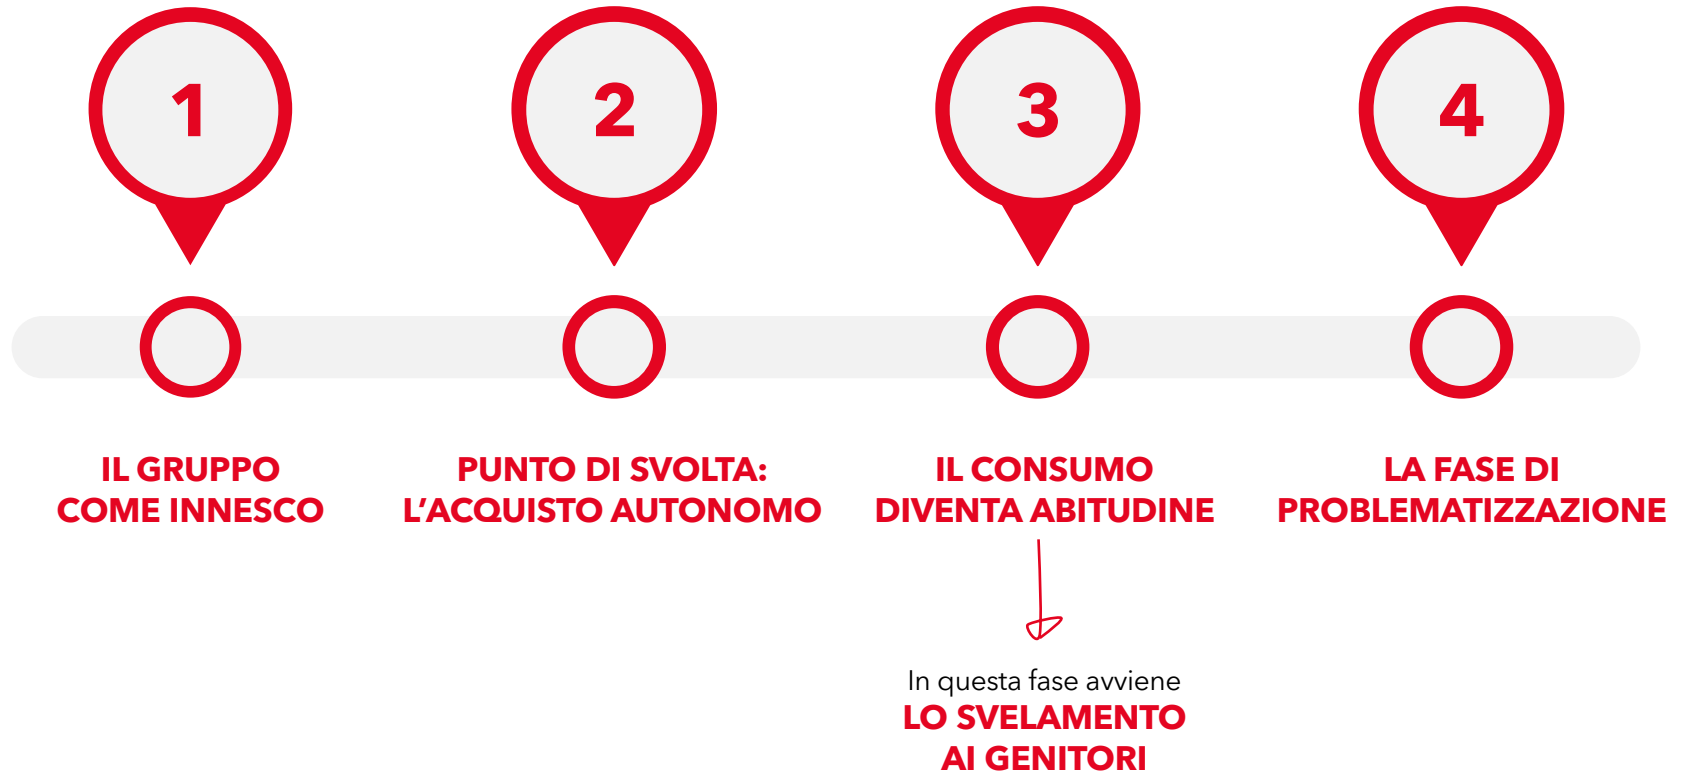 1
2
3
4
IL GRUPPO
COME INNESCO
PUNTO DI SVOLTA:
L’ACQUISTO AUTONOMO
IL CONSUMO
DIVENTA ABITUDINE
LA FASE DI
PROBLEMATIZZAZIONE
In questa fase avviene
LO SVELAMENTO
AI GENITORI